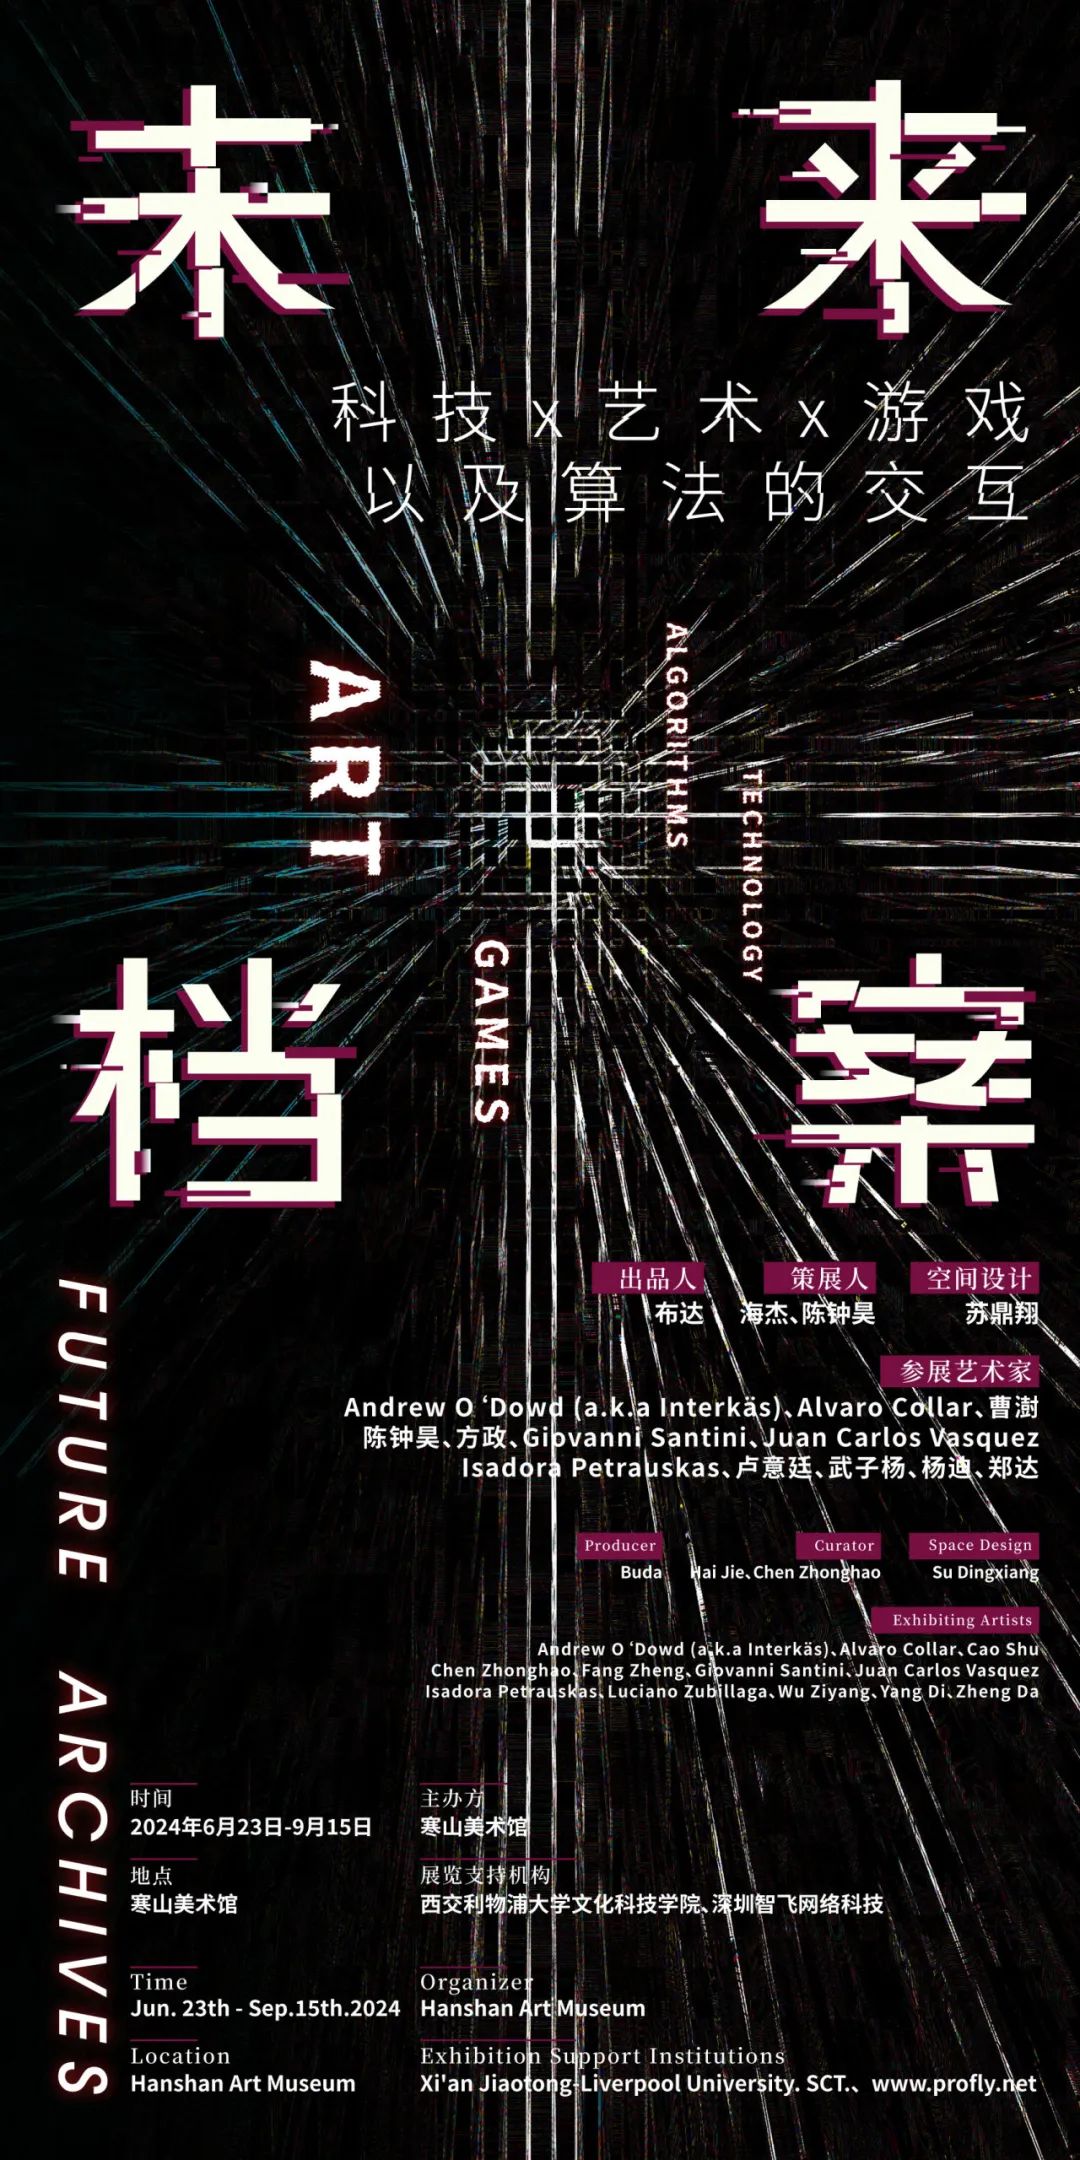 未来
科技x艺术x游戏
以及算法的交互
ART
ALGORITHMS
TECHNOLOGY
GAMES
档案
FUTURE ARCHIVES
出品人 策展人 空间设计
布达 海杰、陈钟昊 苏鼎翔
参展艺术家
Andrew O ‘Dowd (a.k.a Interkäs)、Alvaro Collar、曹澍
陈钟昊、方政、Giovanni Santini、Juan Carlos Vasquez
Isadora Petrauskas、卢意廷、武子杨、杨迪、郑达
Producer Curator Space Design
Buda Hai Jie、Chen Zhonghao Su Dingxiang
Exhibiting Artists
Andrew O ‘Dowd (a.k.a Interkäs)、Alvaro Collar、Cao Shu
Chen Zhonghao、Fang Zheng、Giovanni Santini、Juan Carlos Vasquez
Isadora Petrauskas、Luciano Zubillaga、Wu Ziyang、Yang Di、Zheng Da
时间 主办方
2024年6月23日-9月15日 寒山美术馆
地点 展览支持机构
寒山美术馆 西交利物浦大学文化科技学院、深圳智飞网络科技
Time Organizer
Jun. 23th - Sep.15th.2024 Hanshan Art Museum
Location Exhibition Support Institutions
Hanshan Art Museum Xi'an Jiaotong-Liverpool University. SCT.、www.profly.net